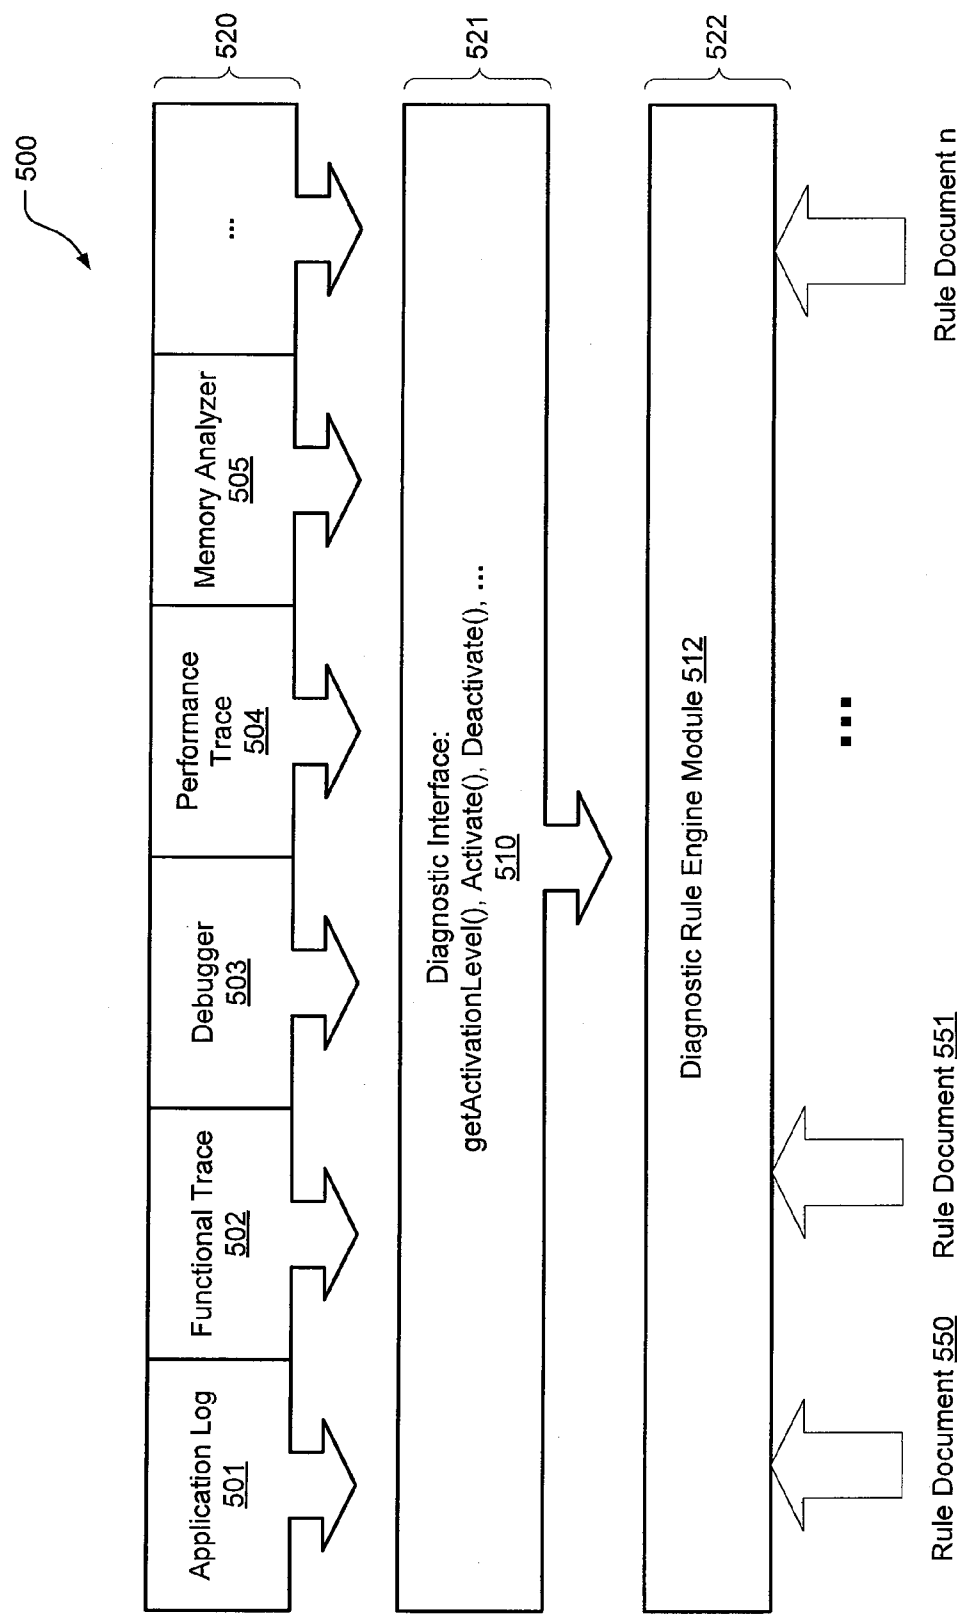 500
520
Application Log
501
Functional Trace
502
Debugger
503
Performance
Trace
504
Memory Analyzer
505
...
521
Diagnostic Interface:
getActivationLevel(), Activate(), Deactivate(), ...
510
522
Diagnostic Rule Engine Module 512
...
Rule Document 550
Rule Document 551
Rule Document n